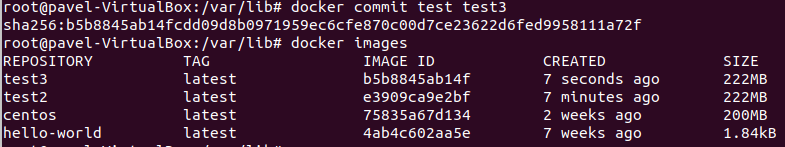 root@pavel-VirtualBox:/var/lib# docker commit test test3
sha256:b5b8845ab14fcdd09d8b0971959ec6cfe870c00d7ce23622d6fed9958111a72f
root@pavel-VirtualBox:/var/lib# docker images
REPOSITORY TAG IMAGE ID CREATED SIZE
test3 latest b5b8845ab14f 7 seconds ago 222MB
test2 latest e3909ca9e2bf 7 minutes ago 222MB
centos latest 75835a67d134 2 weeks ago 200MB
hello-world latest 4ab4c602aa5e 7 weeks ago 1.84kB